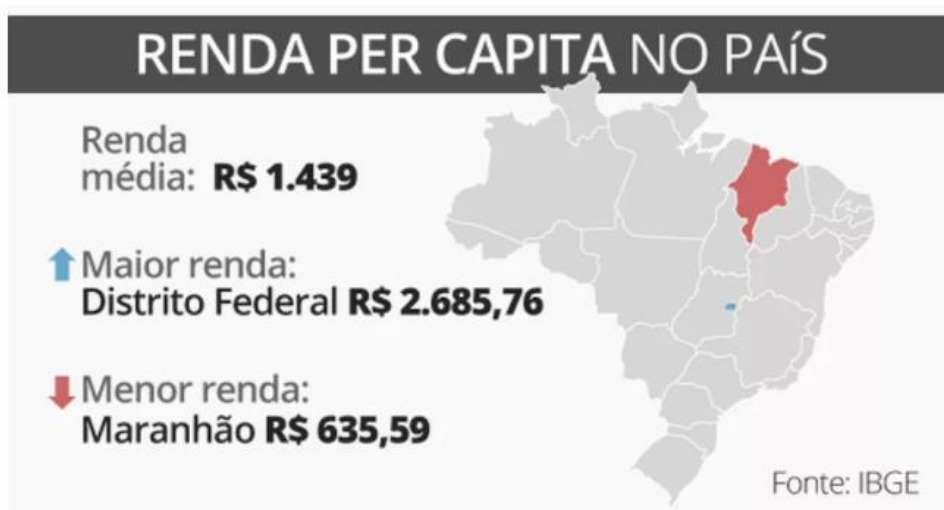 RENDA PER CAPITA NO PAÍS
Renda
média: R$ 1.439
Maior renda:
Distrito Federal R$ 2.685,76
Menor renda:
Maranhão R$ 635,59
Fonte: IBGE